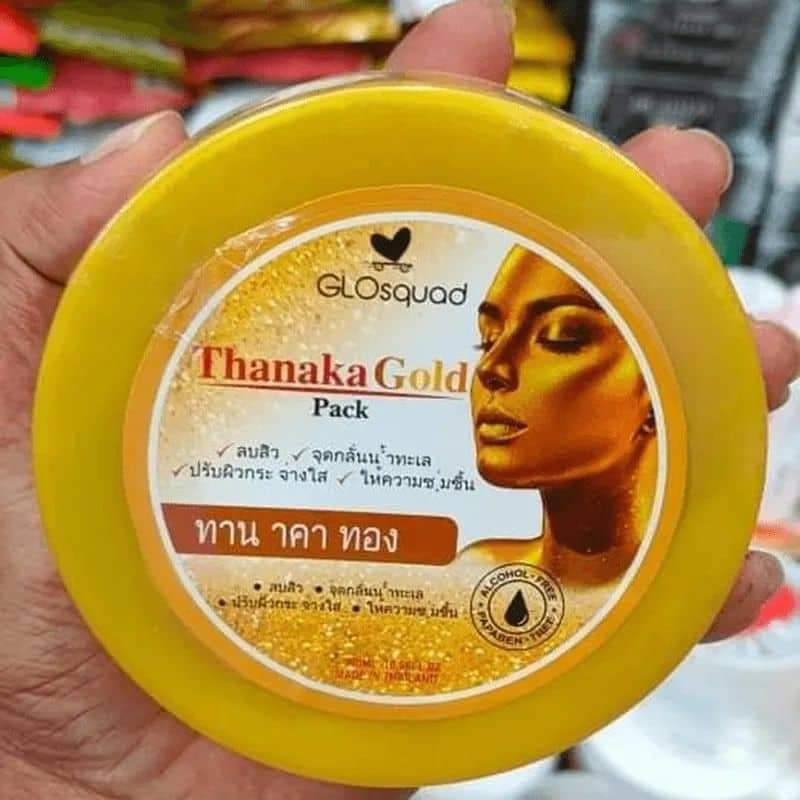 GLOsquad
Thanaka Gold
Pack
✓ ลบสิว ✓ จุดกลั่นน ้ำทะเล
✓ ปรับผิวกระ จ่างใส ✓ ให้ความช ุ่มชื้น
ทาน าคา ทอง
• ลบสิว • จุดกลั่นน ้ำทะเล
• ปรับผิวกระ จ่างใส • ให้ความช ุ่มชื้น
ALCOHOL-FREE
PAPABEN-TREE
MADE IN THAILAND